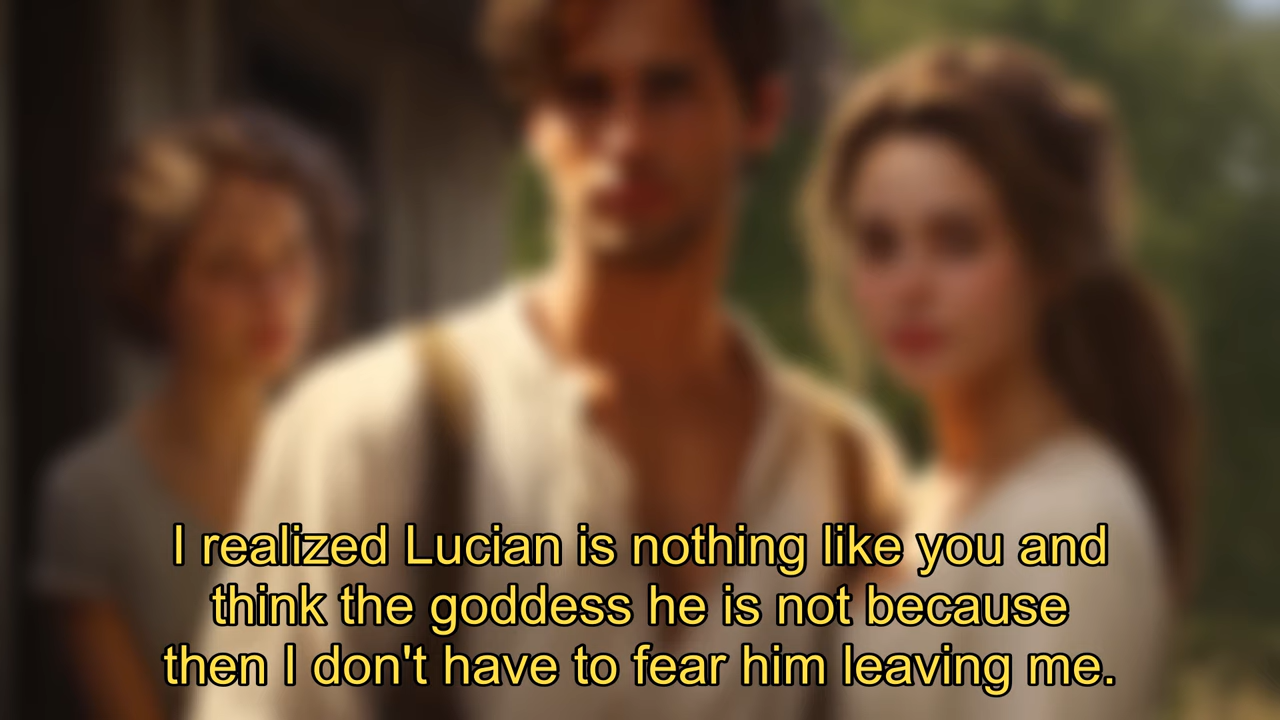 I realized Lucian is nothing like you and
think the goddess he is not because
then I don't have to fear him leaving me.